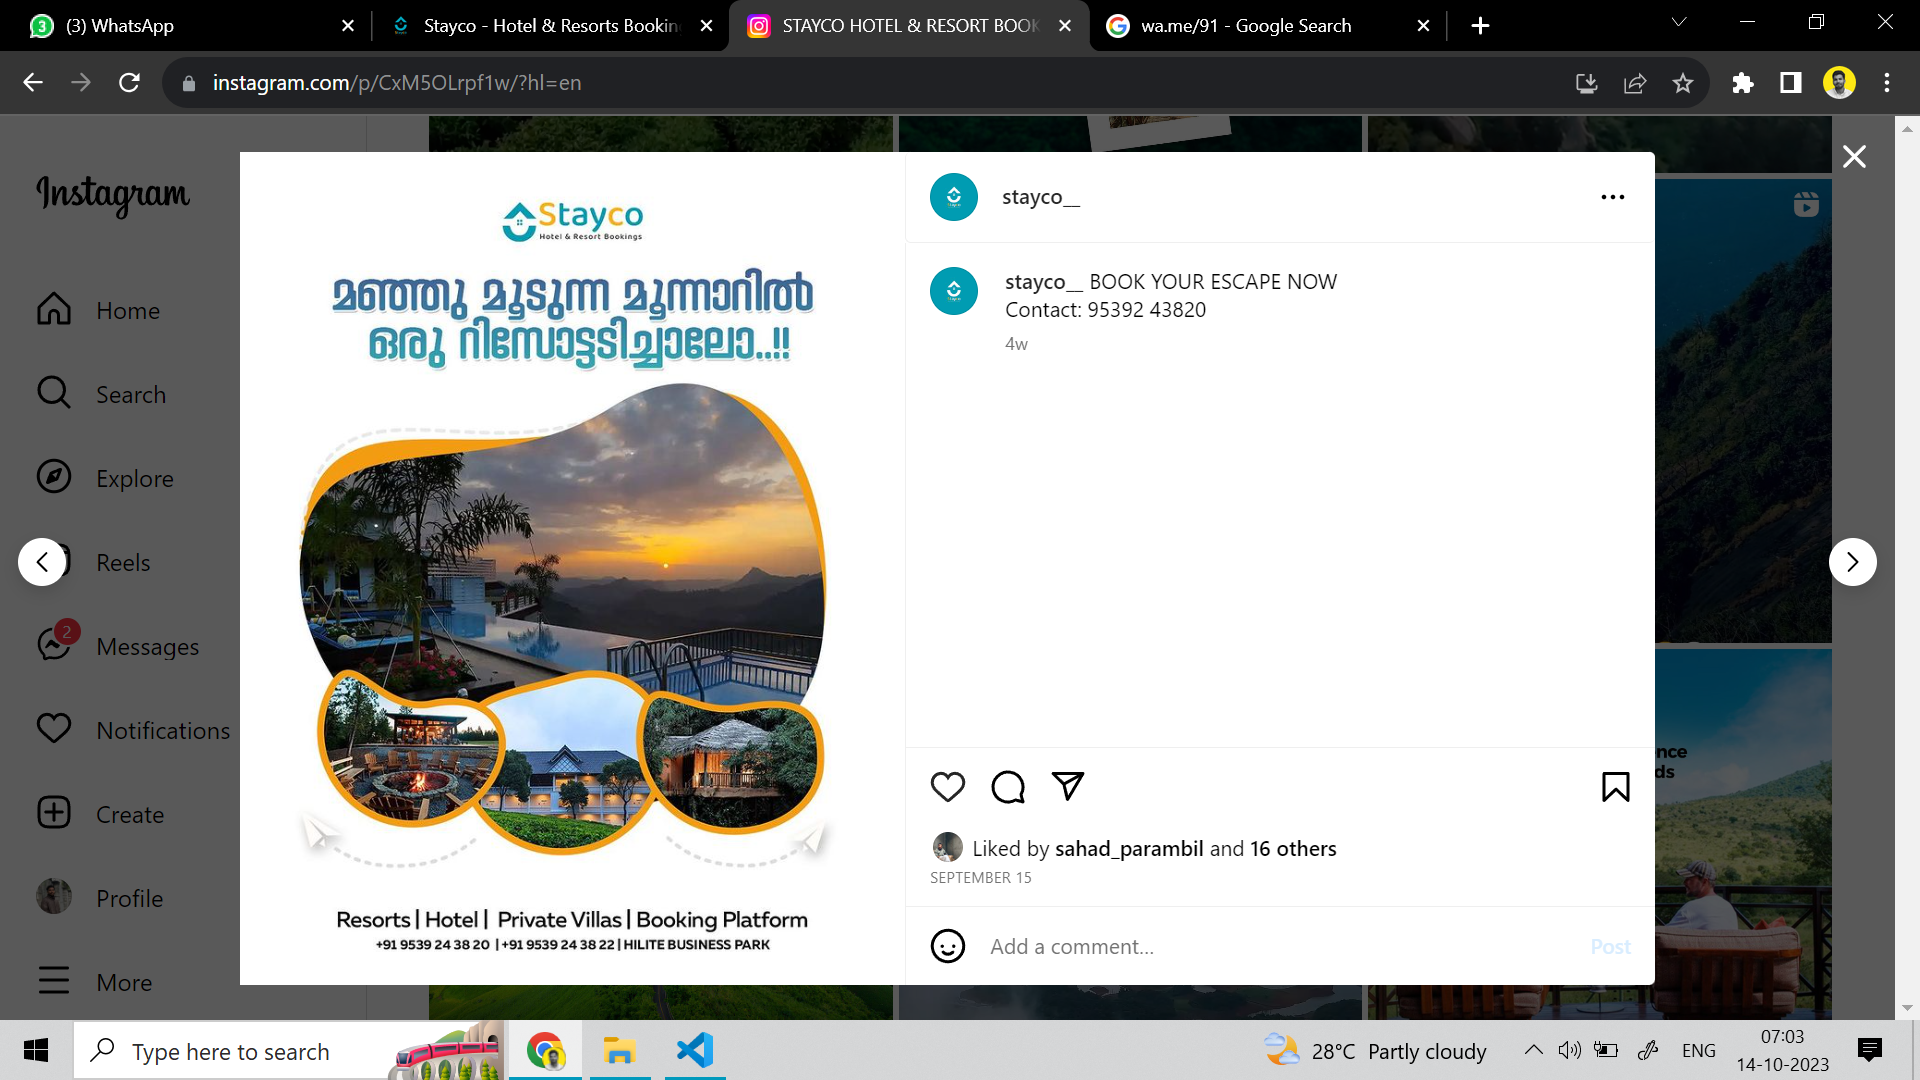 (3) WhatsApp
Stayco - Hotel & Resorts Bookin
STAYCO HOTEL & RESORT BOOK
wa.me/91 - Google Search
instagram.com/p/CxM5OLrpf1w/?hl=en
Instagram
Home
Search
Explore
Reels
2
Messages
Notifications
Create
Profile
More
Stayco
Hotel & Resort Bookings
മഞ്ഞു മൂടുന്ന മൂന്നാറിൽ
ഒരു റിസോട്ടടിച്ചാലോ..!!
Resorts | Hotel | Private Villas | Booking Platform
+91 9539 24 38 20 | +91 9539 24 38 22 | HILITE BUSINESS PARK
stayco__
stayco__ BOOK YOUR ESCAPE NOW
Contact: 95392 43820
4w
Liked by sahad_parambil and 16 others
SEPTEMBER 15
Add a comment...
Post
nce
ds
Type here to search
28°C Partly cloudy
ENG
07:03
14-10-2023